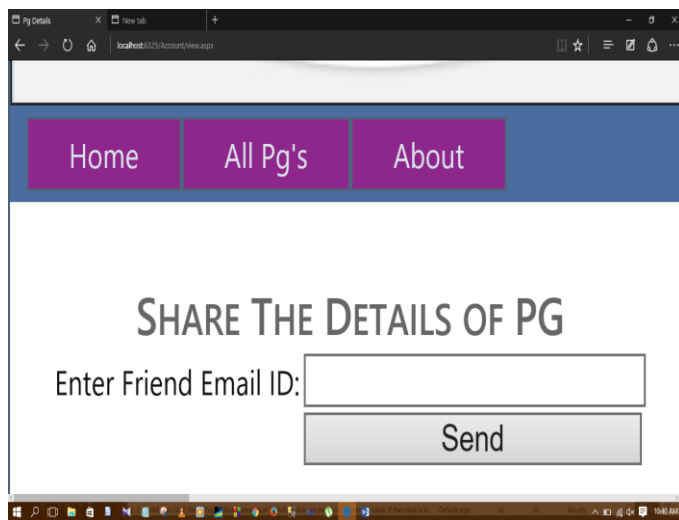 Pg Details
New tab
localhost:6325/Account/view.aspx
Home All Pg's About
SHARE THE DETAILS OF PG
Enter Friend Email ID:
Send
10:40 AM